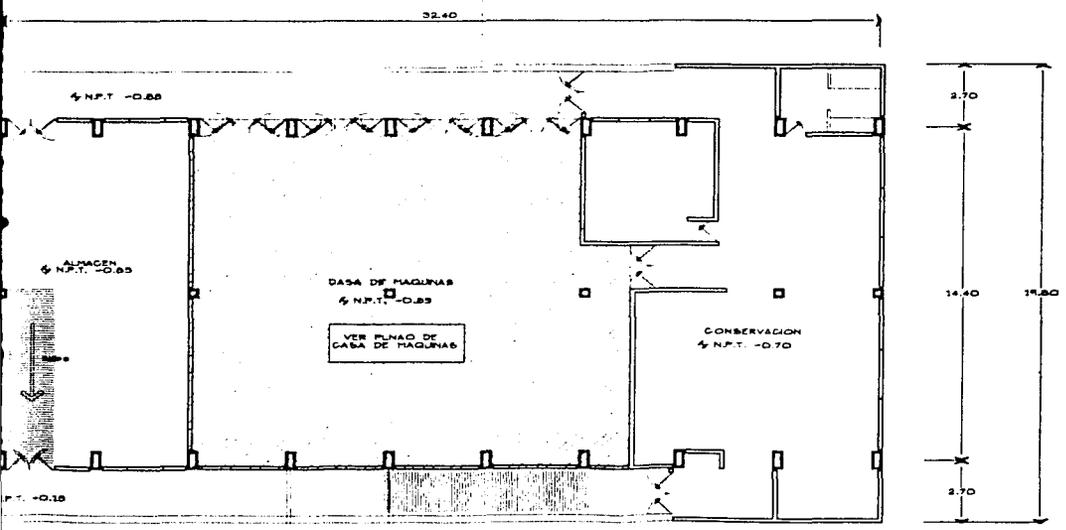 32.40
N.P.T. -0.88
2.70
ALMACEN
N.P.T. -0.85
CASA DE MAQUINAS
N.P.T. -0.85
VER PLNAO DE
CASA DE MAQUINAS
CONSERVACION
N.P.T. -0.70
14.40
19.80
2.70
P.T. -0.18